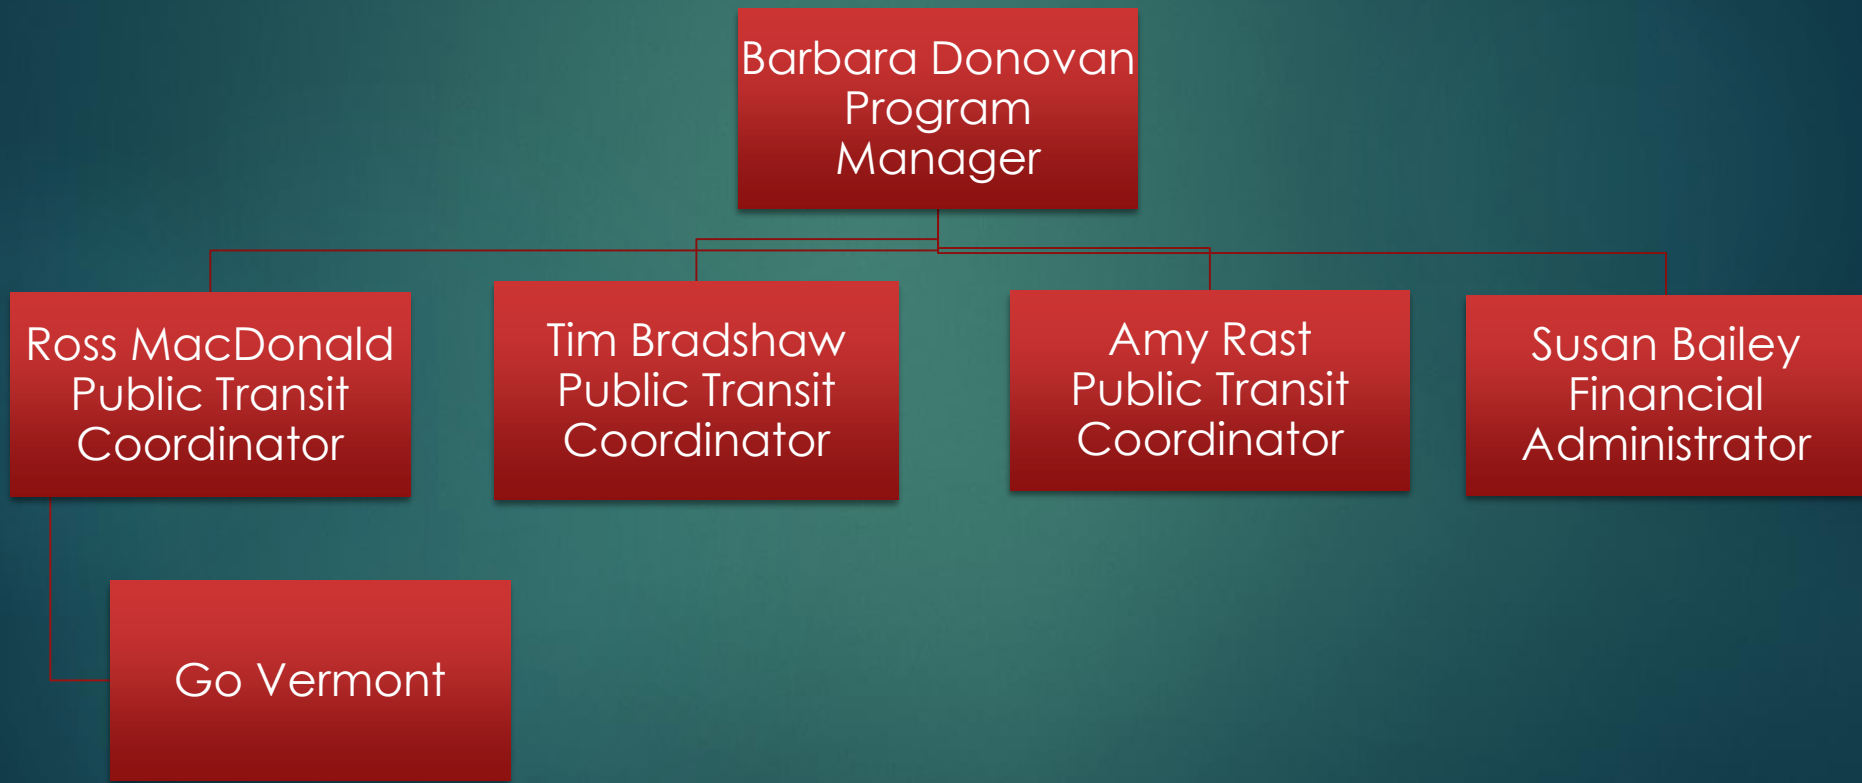 Barbara Donovan
Program
Manager
Ross MacDonald
Public Transit
Coordinator
Tim Bradshaw
Public Transit
Coordinator
Amy Rast
Public Transit
Coordinator
Susan Bailey
Financial
Administrator
Go Vermont